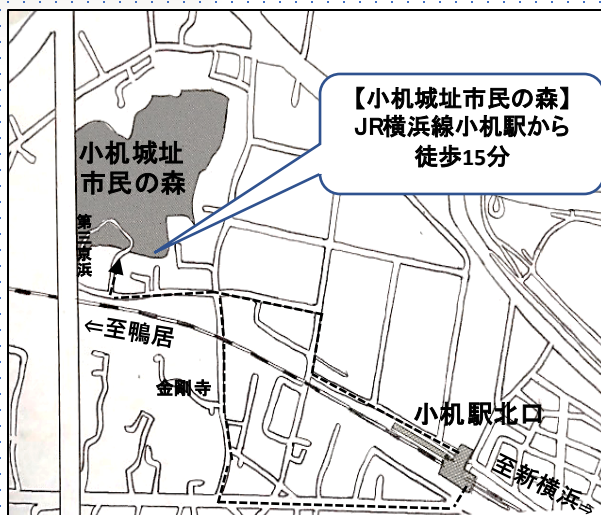 【小机城址市民の森】
JR横浜線小机駅から
徒歩15分
小机城址
市民の森
第三京浜
⇐至鴨居
金剛寺
小机駅北口
至新横浜⇒